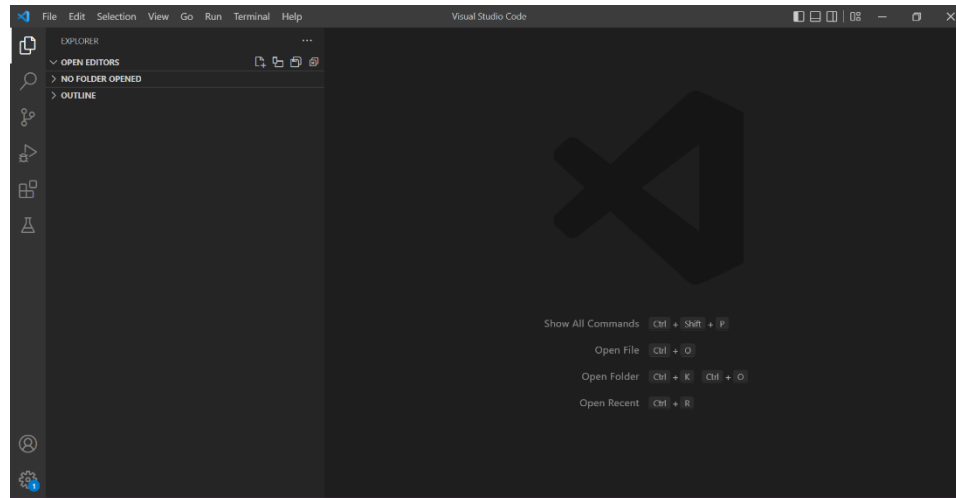 File Edit Selection View Go Run Terminal Help Visual Studio Code
EXPLORER
OPEN EDITORS
NO FOLDER OPENED
OUTLINE
Show All Commands Ctrl + Shift + P
Open File Ctrl + O
Open Folder Ctrl + K Ctrl + O
Open Recent Ctrl + R
1